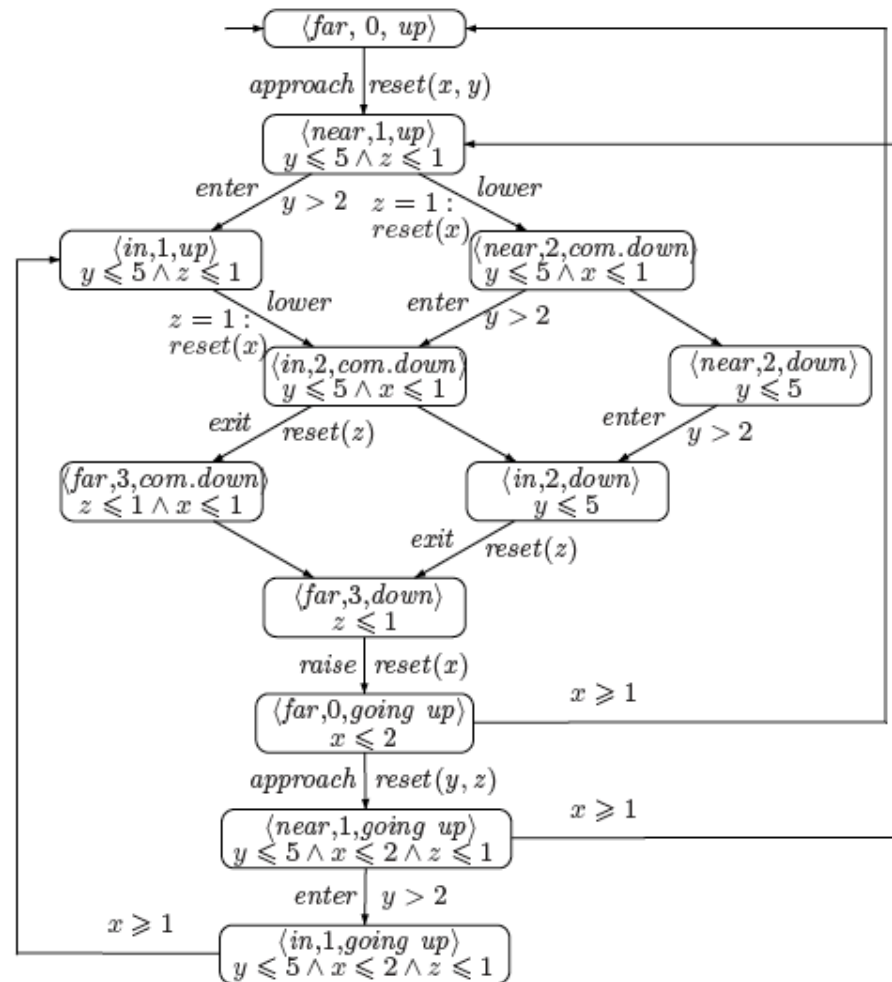 ⟨far, 0, up⟩
approach reset(x, y)
⟨near,1,up⟩
y ⩽ 5 ∧ z ⩽ 1
enter y > 2 z = 1 : lower
reset(x)
⟨in,1,up⟩
y ⩽ 5 ∧ z ⩽ 1
⟨near,2,com.down⟩
y ⩽ 5 ∧ x ⩽ 1
z = 1 : lower
reset(x)
enter y > 2
⟨in,2,com.down⟩
y ⩽ 5 ∧ x ⩽ 1
⟨near,2,down⟩
y ⩽ 5
exit reset(z)
enter y > 2
⟨far,3,com.down⟩
z ⩽ 1 ∧ x ⩽ 1
⟨in,2,down⟩
y ⩽ 5
exit reset(z)
⟨far,3,down⟩
z ⩽ 1
raise reset(x)
⟨far,0,going up⟩
x ⩽ 2
x ⩾ 1
approach reset(y, z)
⟨near,1,going up⟩
y ⩽ 5 ∧ x ⩽ 2 ∧ z ⩽ 1
x ⩾ 1
enter y > 2
x ⩾ 1
⟨in,1,going up⟩
y ⩽ 5 ∧ x ⩽ 2 ∧ z ⩽ 1